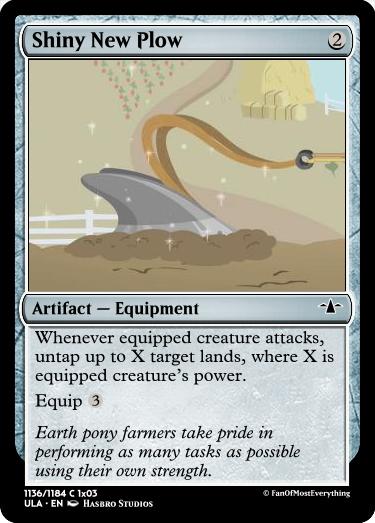 Shiny New Plow 2
Artifact — Equipment
Whenever equipped creature attacks,
untap up to X target lands, where X is
equipped creature's power.
Equip 3
Earth pony farmers take pride in
performing as many tasks as possible
using their own strength.
1136/1184 C 1x03
ULA • EN Hasbro Studios
© FanOfMostEverything